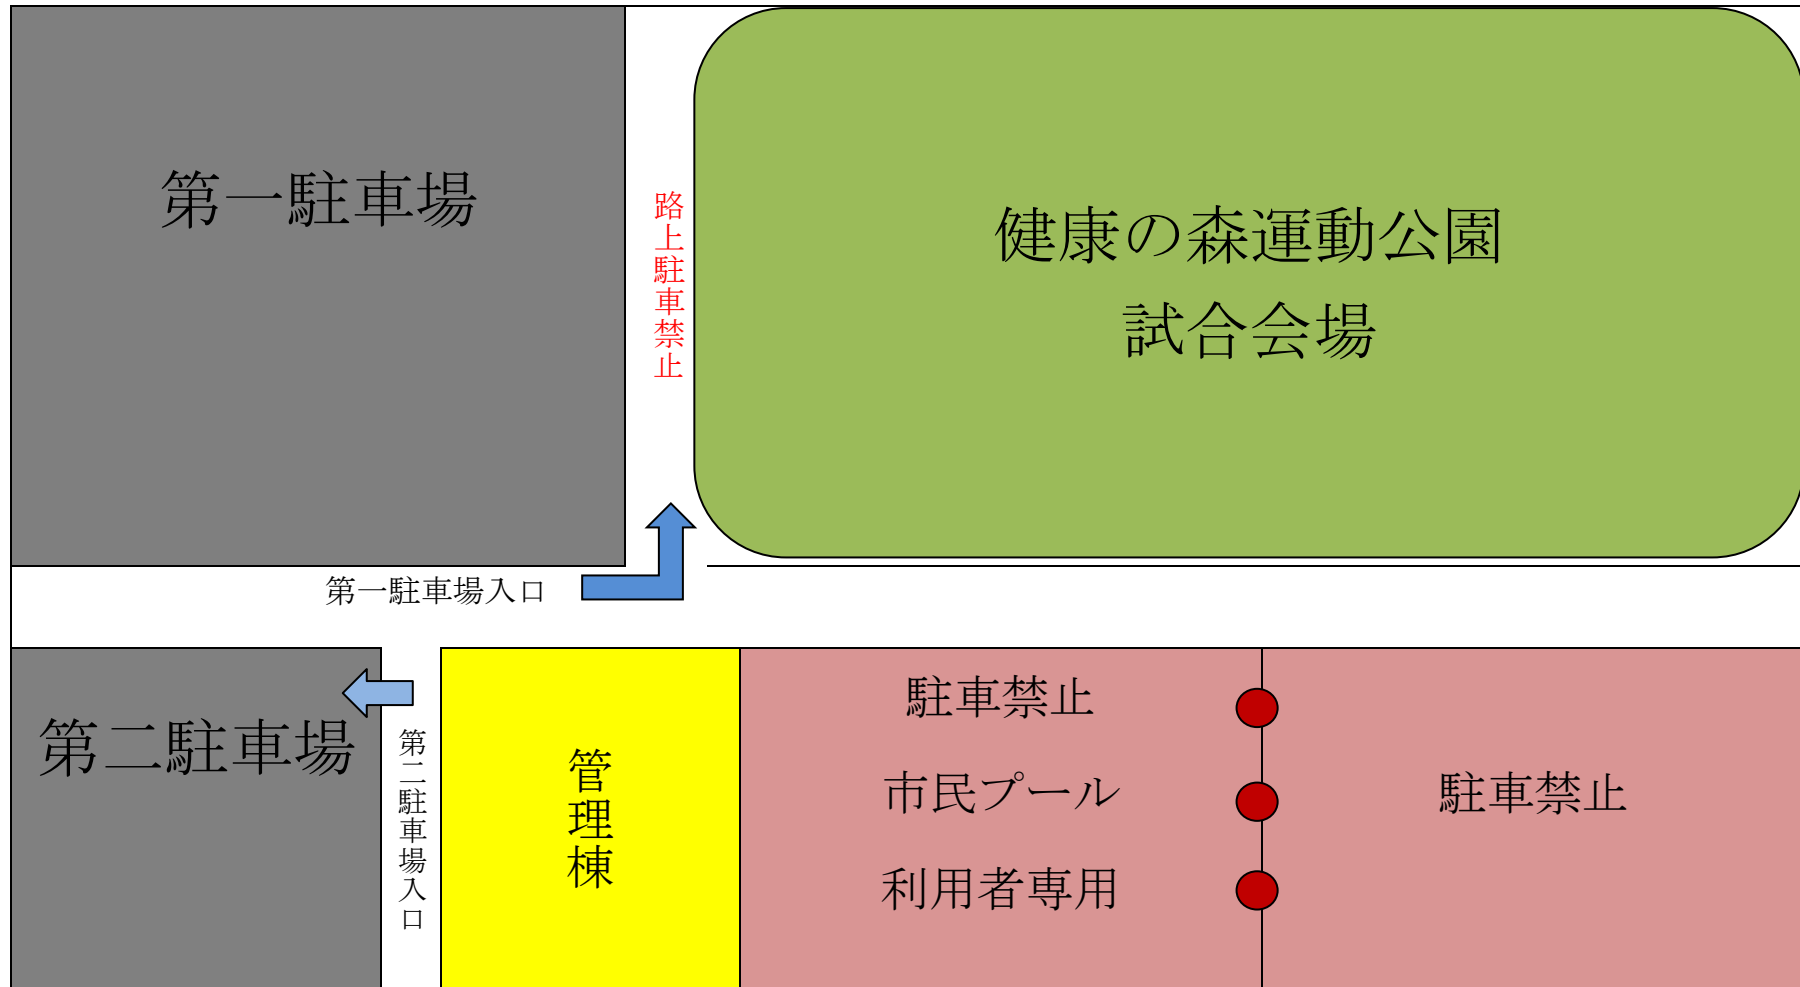 第一駐車場
路上駐車禁止
健康の森運動公園
試合会場
第一駐車場入口
第二駐車場
第二駐車場入口
管理棟
駐車禁止
市民プール
利用者専用
駐車禁止